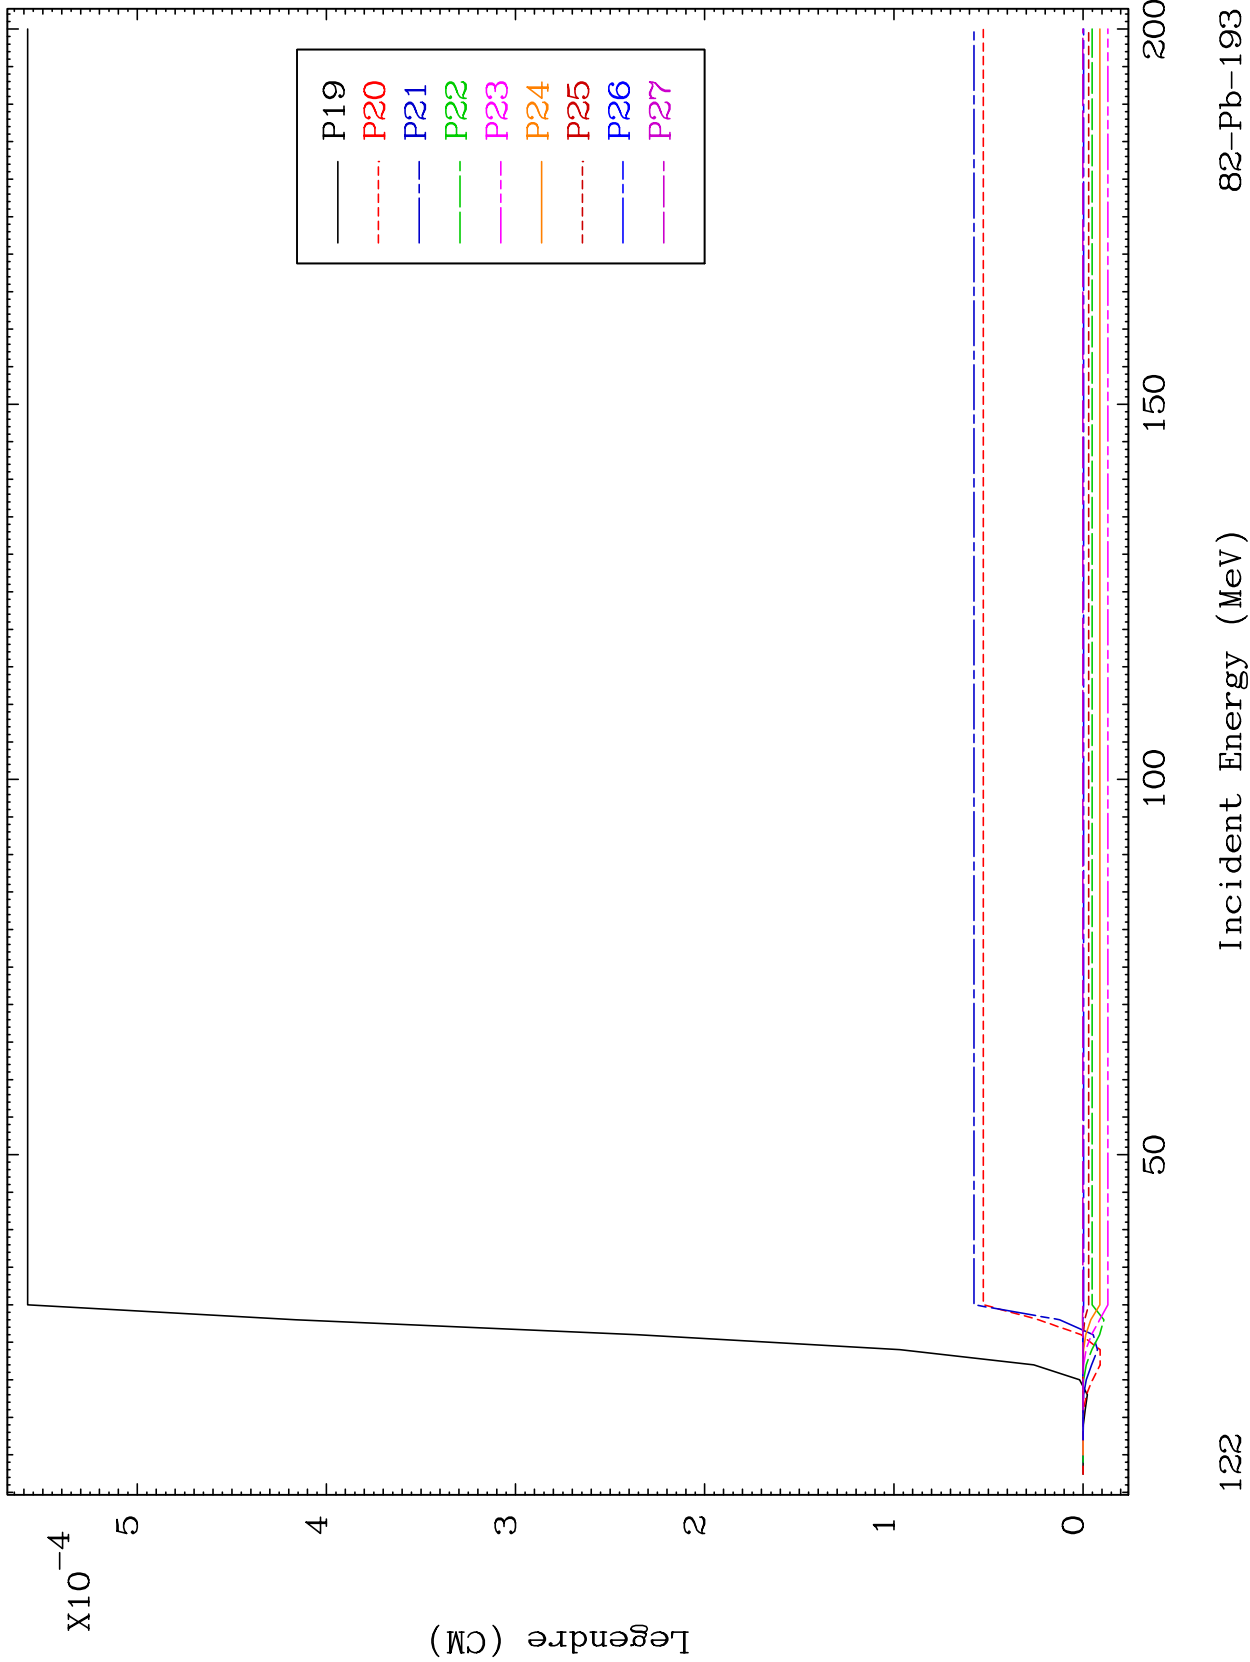 X10-4
5
4
3
2
1
0
Legendre (CM)
P19
P20
P21
P22
P23
P24
P25
P26
P27
50
100
150
200
Incident Energy (MeV)
122
82-Pb-193